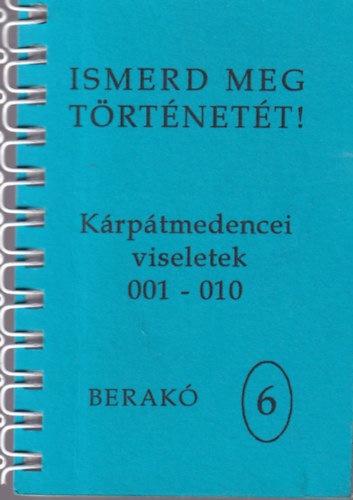 ISMERD MEG
TÖRTÉNETÉT!
Kárpátmedencei
viseletek
001 - 010
BERAKÓ 6